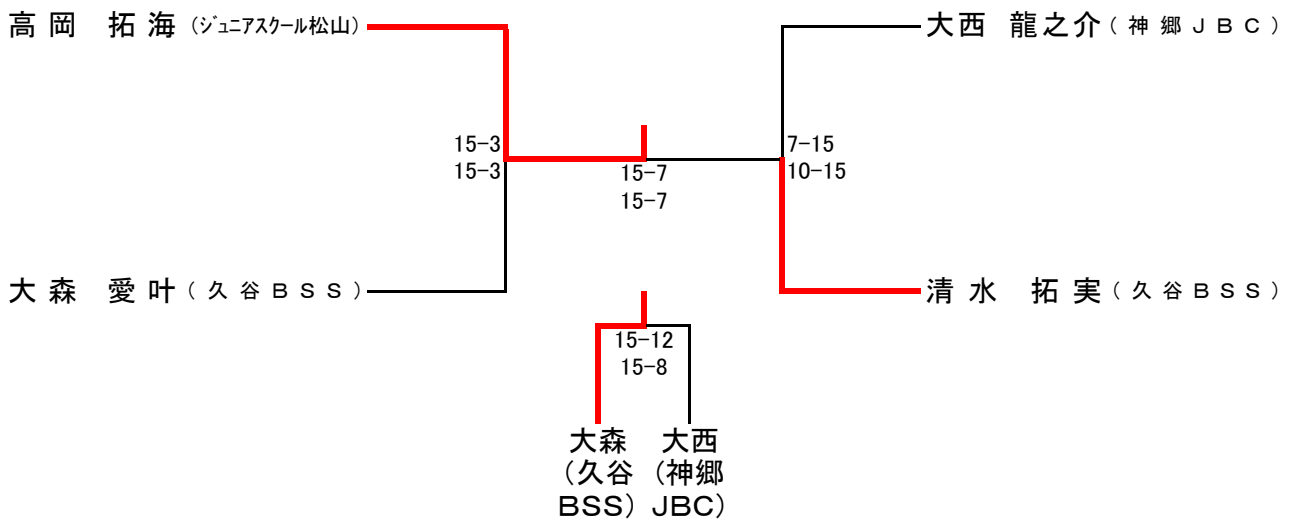 高岡 拓海（ｼﾞｭﾆｱｽｸｰﾙ松山）
大西 龍之介（神郷ＪＢＣ）
15-3
15-3
7-15
10-15
15-7
15-7
大森 愛叶（久谷ＢＳＳ）
清水 拓実（久谷ＢＳＳ）
15-12
15-8
大森 大西
（久谷 （神郷
BSS） JBC）